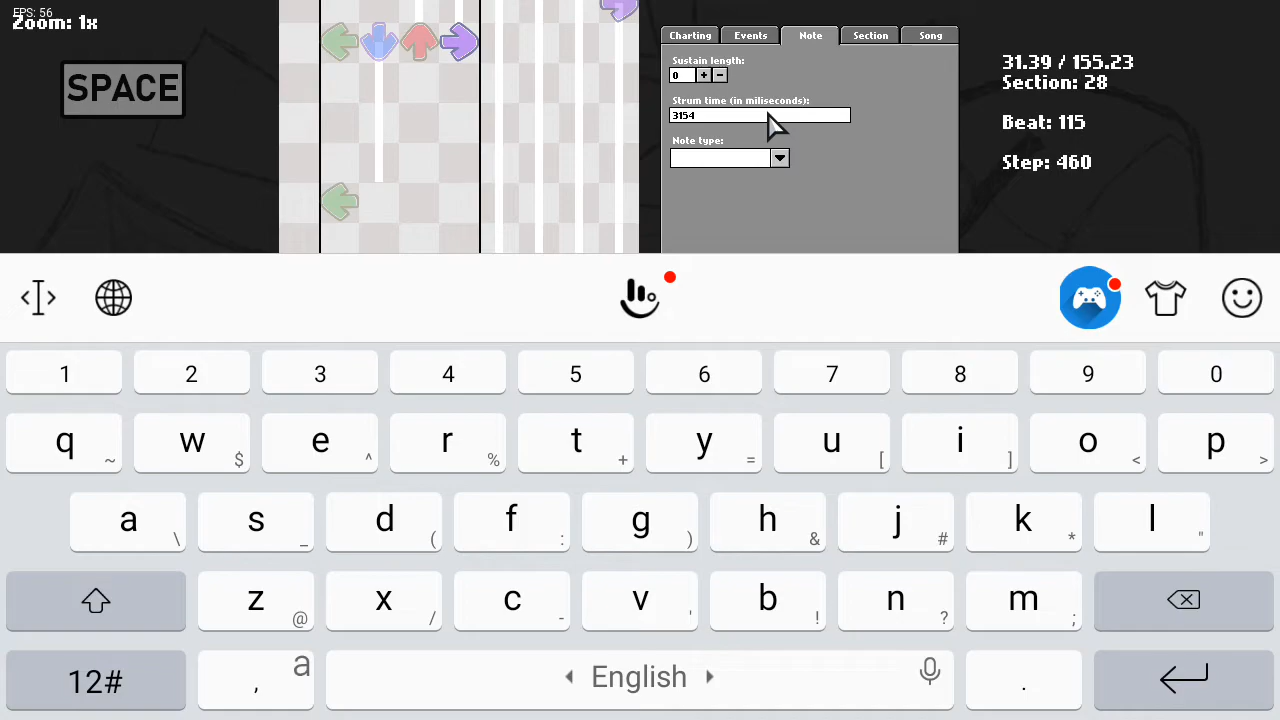 FPS: 56
Zoom: 1x
SPACE
Charting Events Note Section Song
Sustain length:
0 + -
Strum time (in miliseconds):
3154
Note type:
31.39 / 155.23
Section: 28
Beat: 115
Step: 460
1 2 3 4 5 6 7 8 9 0
q ~ w $ e ^ r % t + y = u [ i ] o < p >
a \ s _ d ( f : g ) h & j # k * l "
z @ x / c - v ' b ! n ? m ;
12# , a English .